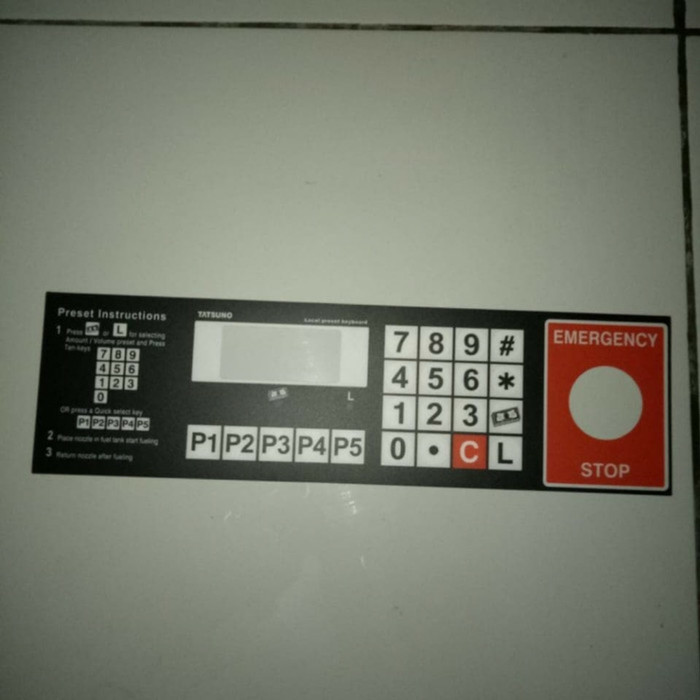 Preset Instructions
1 Press or L for selecting
Amount / Volume preset and Press
Ten keys
7 8 9
4 5 6
1 2 3
0
OR press a Quick select key
P1 P2 P3 P4 P5
2 Place nozzle in fuel tank start fueling
3 Return nozzle after fueling
TATSUNO
Local preset keyboard
L
P1 P2 P3 P4 P5
7 8 9 #
4 5 6 *
1 2 3
0 • C L
EMERGENCY
STOP